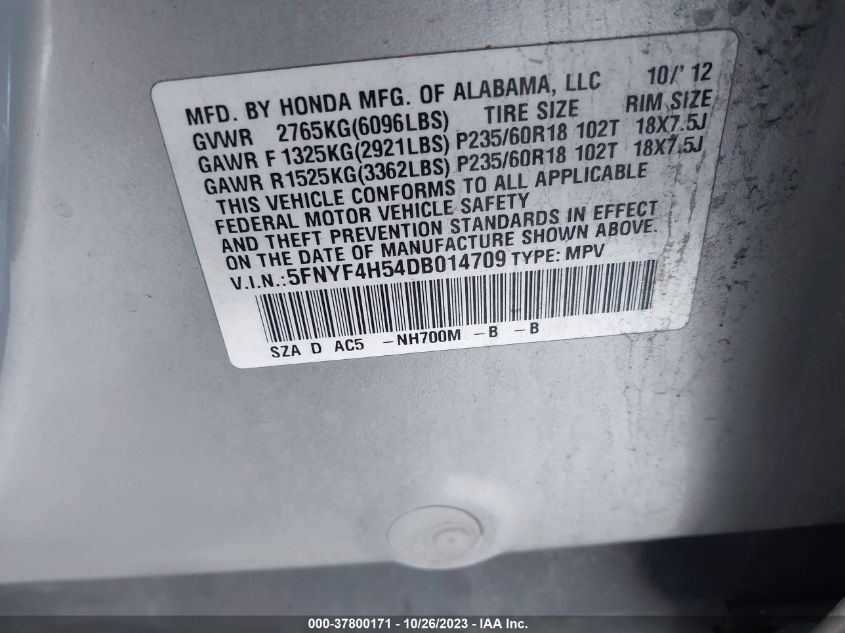 MFD. BY HONDA MFG. OF ALABAMA, LLC 10/'12
GVWR 2765KG(6096LBS) TIRE SIZE RIM SIZE
GAWR F1325KG(2921LBS) P235/60R18 102T 18X7.5J
GAWR R1525KG(3362LBS) P235/60R18 102T 18X7.5J
THIS VEHICLE CONFORMS TO ALL APPLICABLE
FEDERAL MOTOR VEHICLE SAFETY
AND THEFT PREVENTION STANDARDS IN EFFECT
ON THE DATE OF MANUFACTURE SHOWN ABOVE.
V.I.N.:5FNYF4H54DB014709 TYPE: MPV
SZA D AC5 -NH700M -B -B
000-37800171 - 10/26/2023 - IAA Inc.